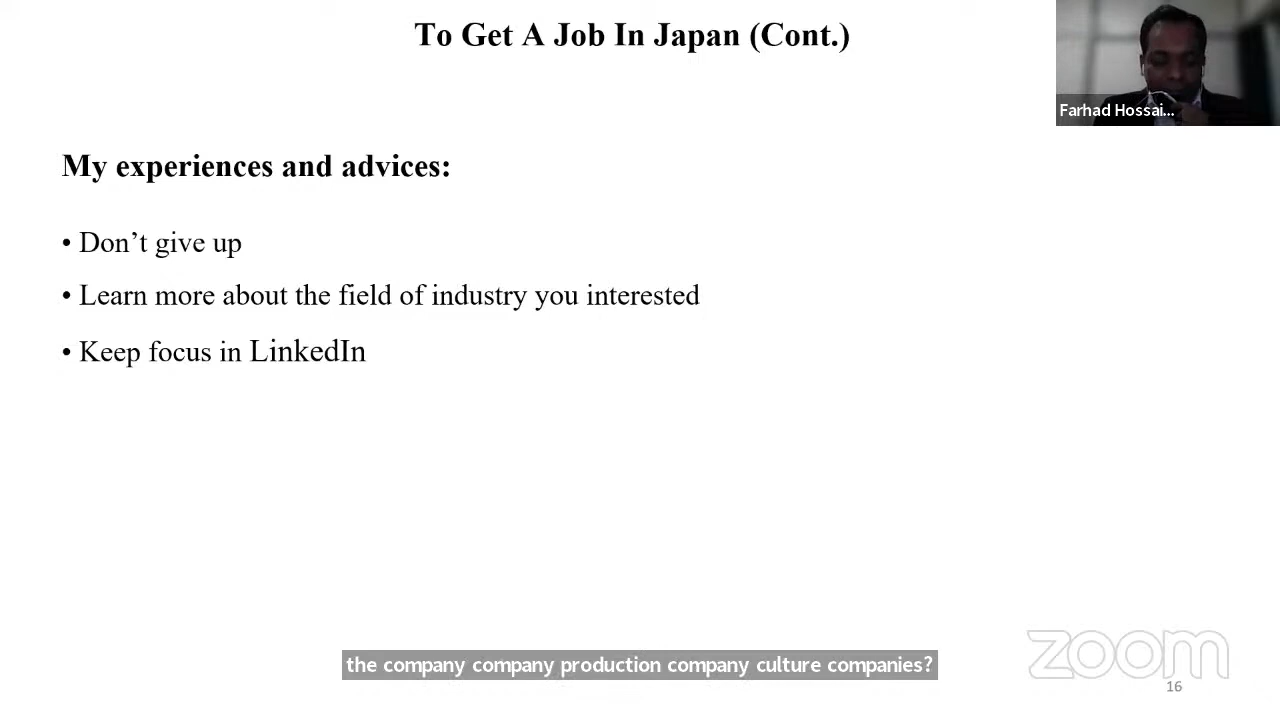 To Get A Job In Japan (Cont.)
Farhad Hossai...
My experiences and advices:
• Don’t give up
• Learn more about the field of industry you interested
• Keep focus in LinkedIn
the company company production company culture companies?
zoom
16